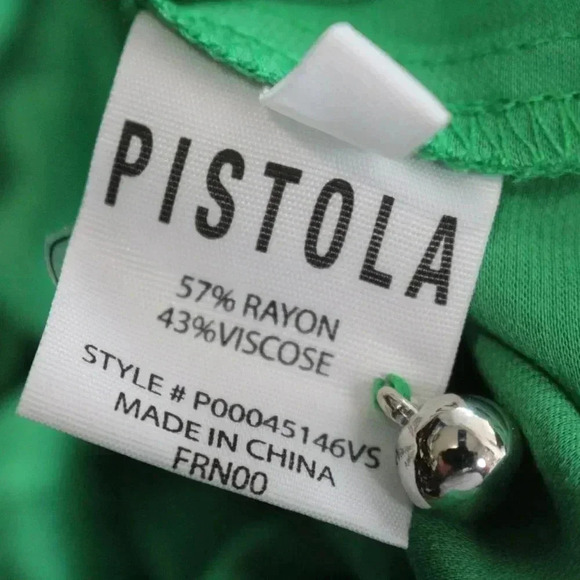 PISTOLA
57% RAYON
43%VISCOSE
STYLE # P00045146VS
MADE IN CHINA
FRN00